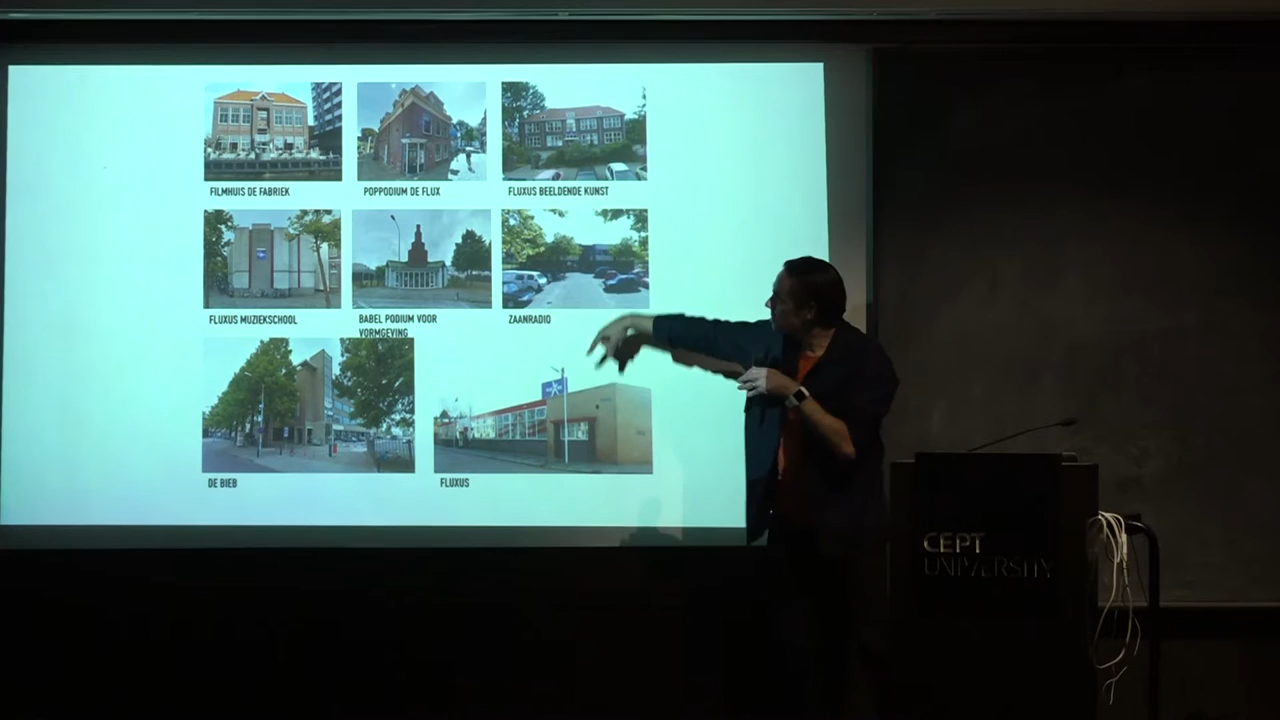 FILMHUIS DE FABRIEK
POPPODIUM DE FLUX
FLUXUS BEELDENDE KUNST
FLUXUS MUZIEKSCHOOL
BABEL PODIUM VOOR
VORMGEVING
ZAANRADIO
DE BIEB
FLUXUS
CEPT
UNIVERSITY